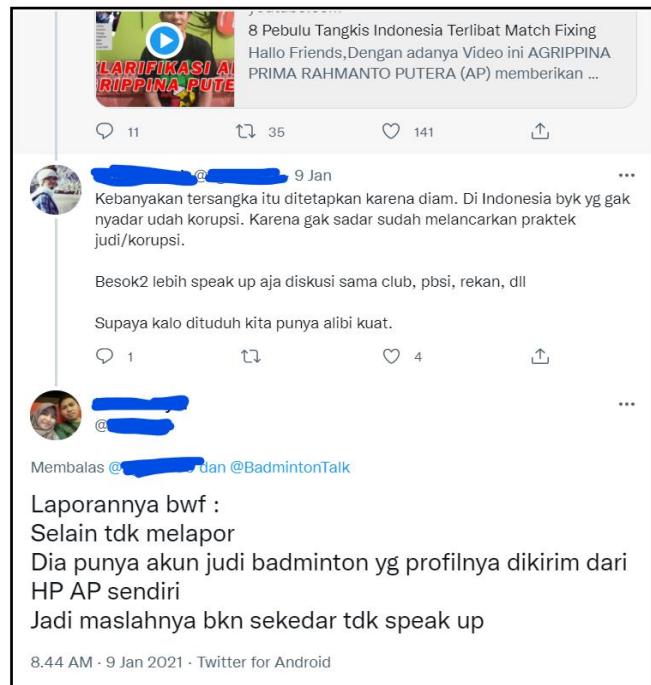 8 Pebulu Tangkis Indonesia Terlibat Match Fixing
Hallo Friends,Dengan adanya Video ini AGRIPPINA
PRIMA RAHMANTO PUTERA (AP) memberikan ...
LARIFIKASI A
RIPPINA PUTE
11 35 141
@ · 9 Jan
Kebanyakan tersangka itu ditetapkan karena diam. Di Indonesia byk yg gak
nyadar udah korupsi. Karena gak sadar sudah melancarkan praktek
judi/korupsi.
Besok2 lebih speak up aja diskusi sama club, pbsi, rekan, dll
Supaya kalo dituduh kita punya alibi kuat.
1 4
@
Membalas @ dan @BadmintonTalk
Laporannya bwf :
Selain tdk melapor
Dia punya akun judi badminton yg profilnya dikirim dari
HP AP sendiri
Jadi maslahnya bkn sekedar tdk speak up
8.44 AM · 9 Jan 2021 · Twitter for Android